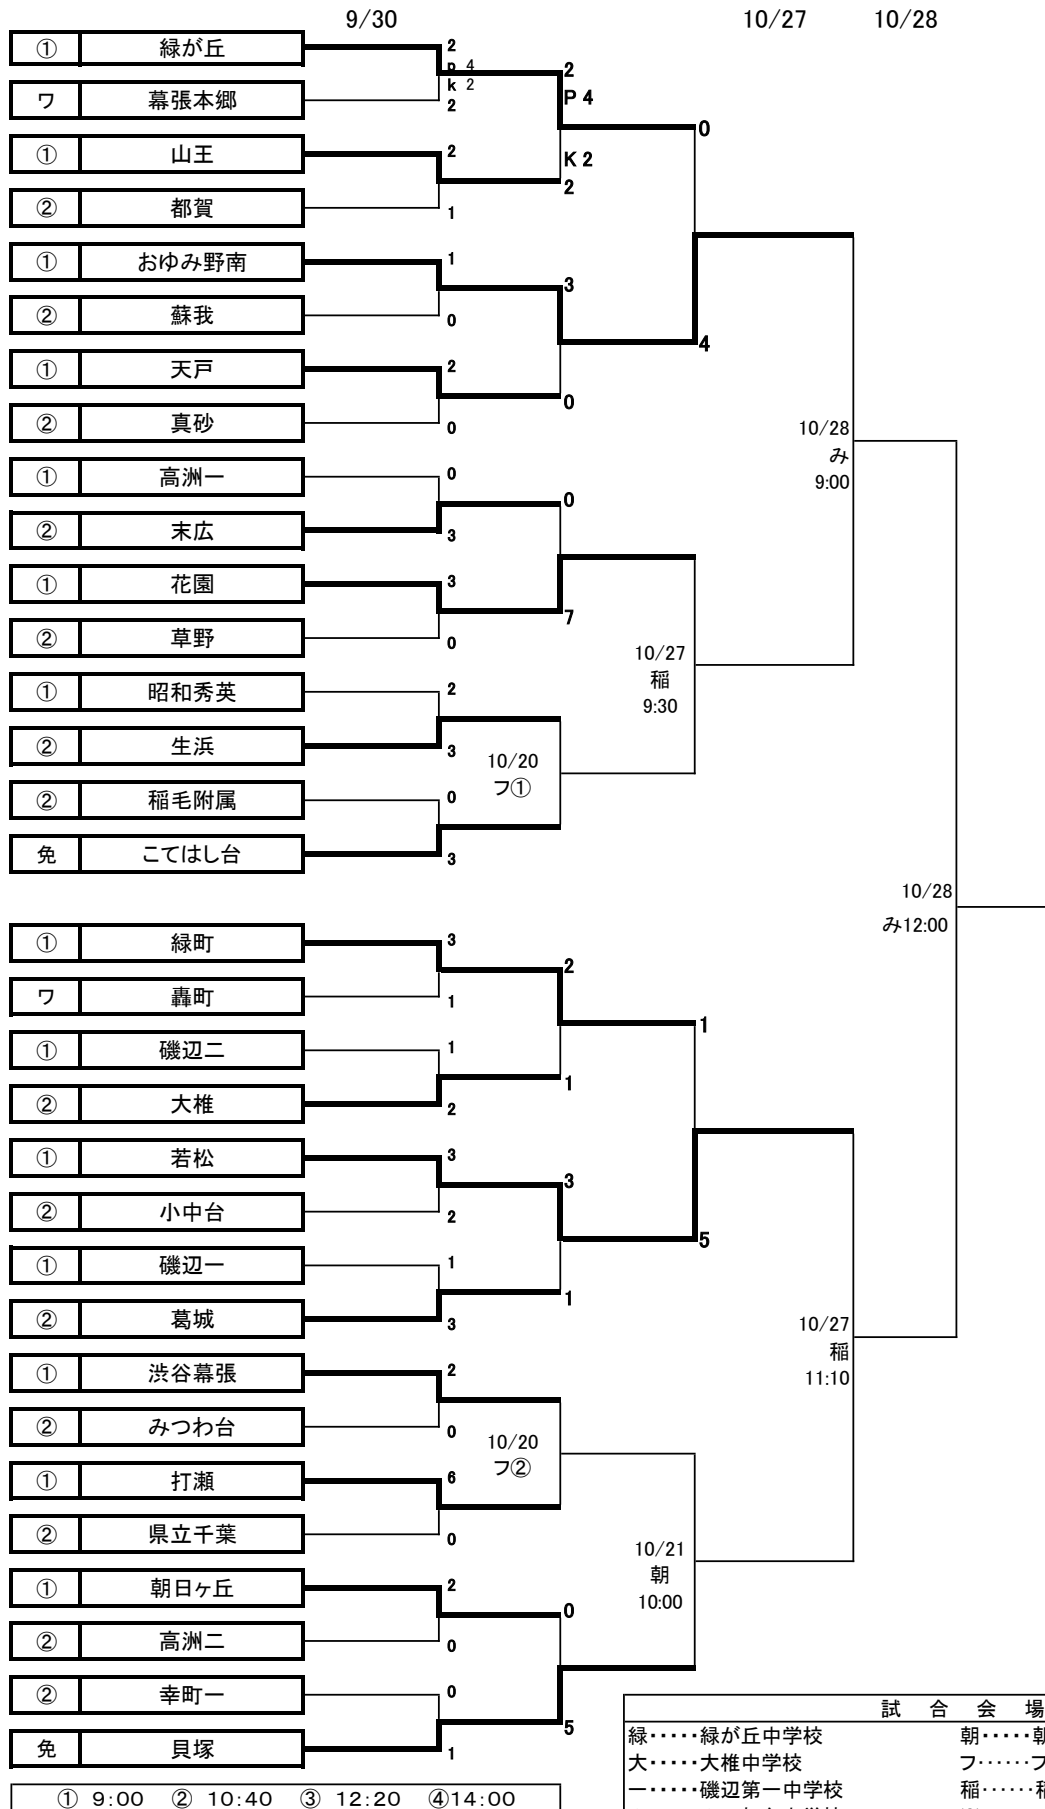 9/30 10/27 10/28
① 緑が丘 2
p 4
k 2
ワ 幕張本郷 2
2
P 4
0
① 山王 2
K 2
2
② 都賀 1
① おゆみ野南 1
3
② 蘇我 0
4
① 天戸 2
0
② 真砂 0
10/28
み
9:00
① 高洲一 0
0
② 末広 3
① 花園 3
7
② 草野 0
10/27
稲
9:30
① 昭和秀英 2
② 生浜 3
10/20
フ①
② 稲毛附属 0
免 こてはし台 3
10/28
み12:00
① 緑町 3
2
ワ 轟町 1
1
① 磯辺二 1
1
② 大椎 2
① 若松 3
3
② 小中台 2
5
① 磯辺一 1
1
② 葛城 3
10/27
稲
11:10
① 渋谷幕張 2
② みつわ台 0
10/20
フ②
① 打瀬 6
② 県立千葉 0
10/21
朝
10:00
① 朝日ヶ丘 2
0
② 高洲二 0
② 幸町一 0
5
免 貝塚 1
試 合 会 場
緑・・・・・緑が丘中学校 朝・・・・・朝
大・・・・・大椎中学校 フ・・・・・・フ
一・・・・・磯辺第一中学校 稲・・・・・・稲
① 9:00 ② 10:40 ③ 12:20 ④14:00